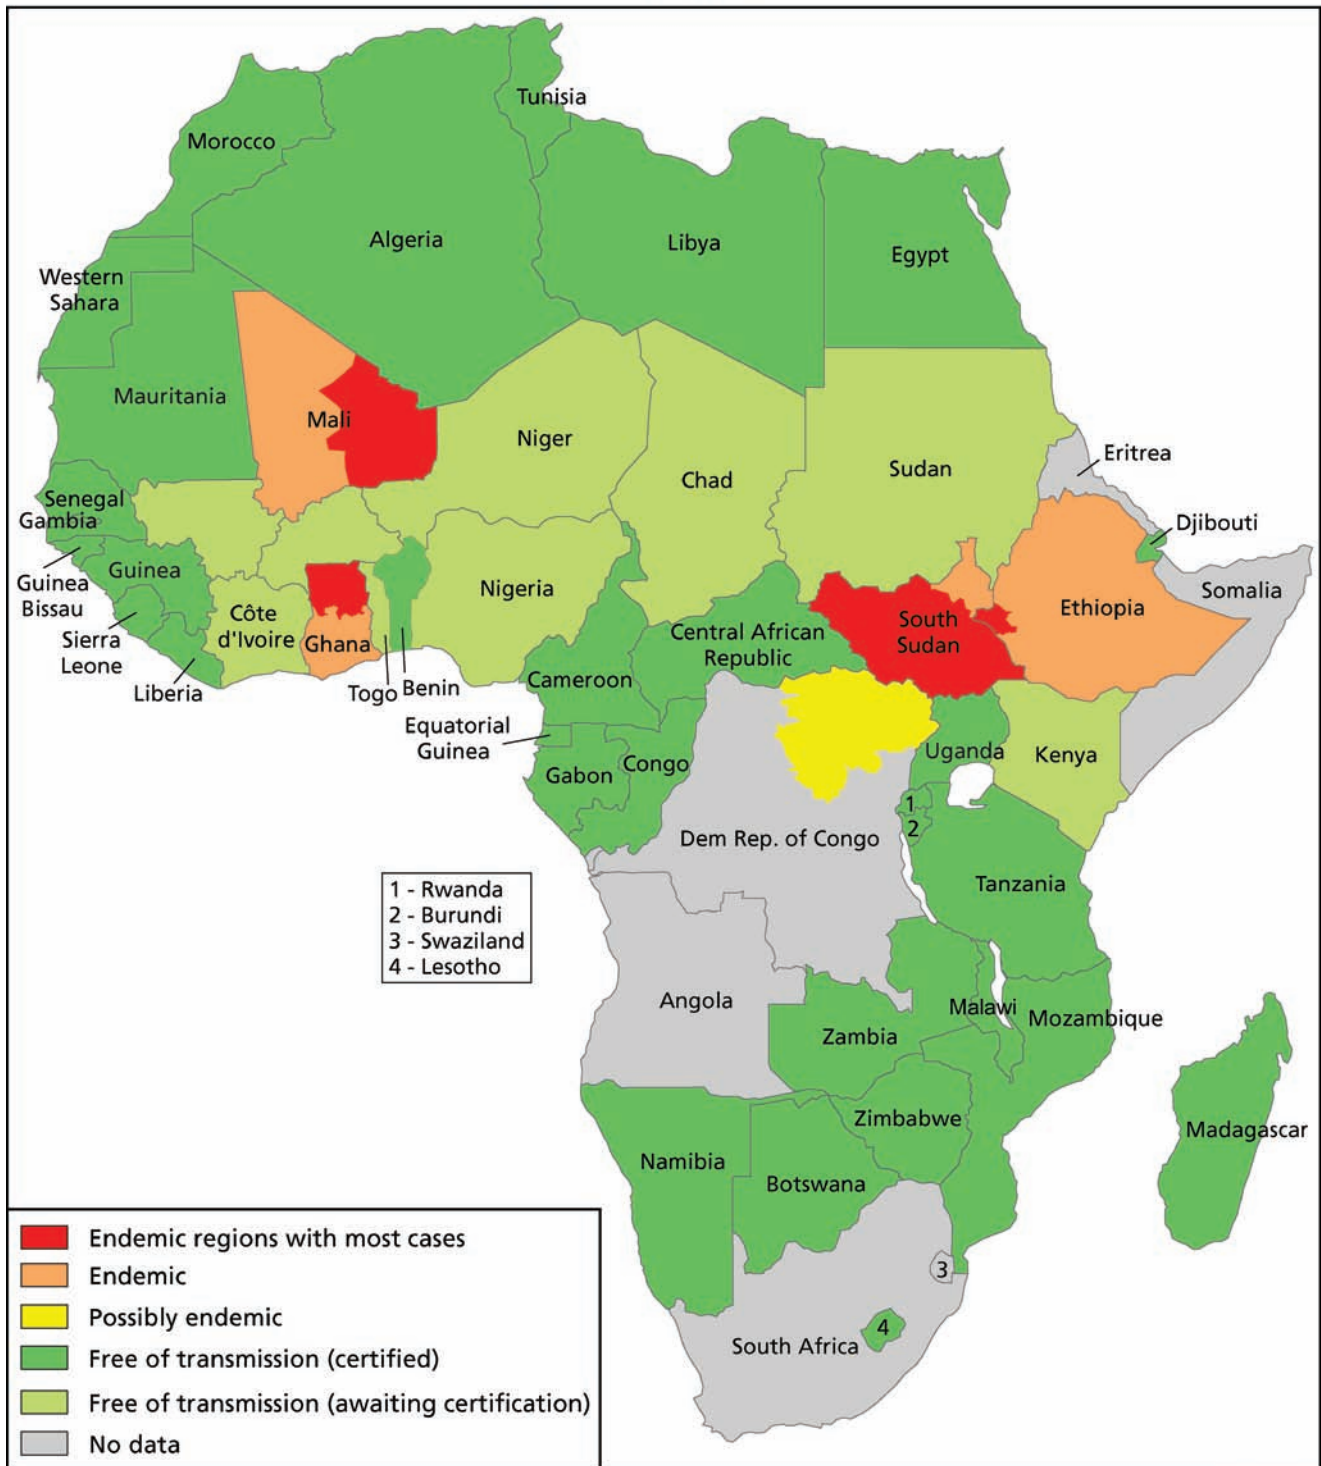 Tunisia
Morocco
Algeria
Libya
Egypt
Western
Sahara
Mauritania
Mali
Niger
Chad
Sudan
Eritrea
Senegal
Gambia
Djibouti
Guinea
Bissau
Guinea
Nigeria
Somalia
Sierra
Leone
Côte
d'Ivoire
Ghana
Ethiopia
South
Sudan
Central African
Republic
Liberia
Togo
Benin
Cameroon
Equatorial
Guinea
Gabon
Congo
Uganda
Kenya
1
2
Dem Rep. of Congo
Tanzania
1 - Rwanda
2 - Burundi
3 - Swaziland
4 - Lesotho
Angola
Malawi
Mozambique
Zambia
Zimbabwe
Madagascar
Namibia
Botswana
3
4
South Africa
Endemic regions with most cases
Endemic
Possibly endemic
Free of transmission (certified)
Free of transmission (awaiting certification)
No data